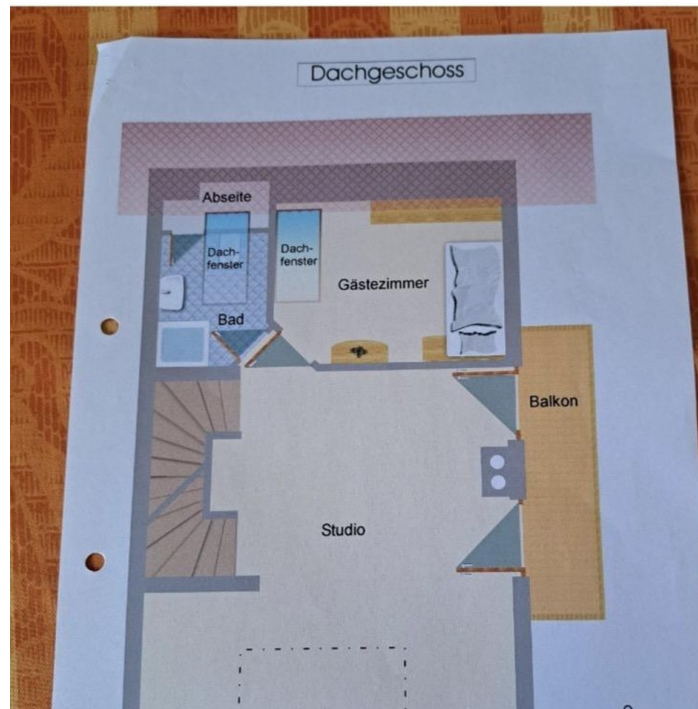 Dachgeschoss
Abseite
Dach-
fenster
Dach-
fenster
Gästezimmer
Bad
Balkon
Studio